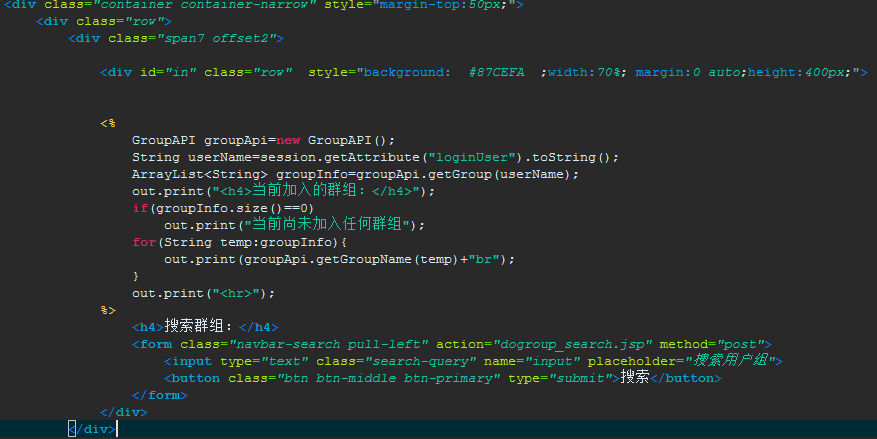 <div class="container container-narrow" style="margin-top:50px;">
<div class="row">
<div class="span7 offset2">
<div id="in" class="row"  style="background:  #87CEFA  ;width:70%; margin:0 auto;height:400px;">
<%
GroupAPI groupApi=new GroupAPI();
String userName=session.getAttribute("loginUser").toString();
ArrayList<String> groupInfo=groupApi.getGroup(userName);
out.print("<h4>当前加入的群组：</h4>");
if(groupInfo.size()==0)
out.print("当前尚未加入任何群组");
for(String temp:groupInfo){
out.print(groupApi.getGroupName(temp)+"br");
}
out.print("<hr>");
%>
<h4>搜索群组：</h4>
<form class="navbar-search pull-left" action="dogroup_search.jsp" method="post">
<input type="text" class="search-query" name="input" placeholder="搜索用户组">
<button class="btn btn-middle btn-primary" type="submit">搜索</button>
</form>
</div>
</div>